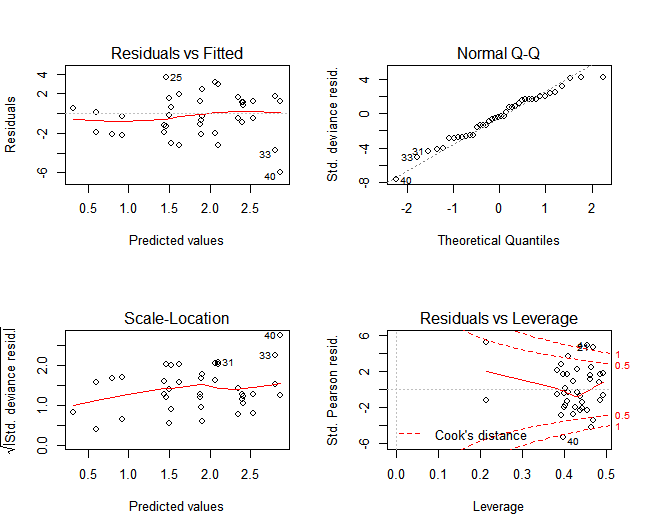 Residuals vs Fitted
Residuals
4
2
-2
-6
25
33
40
0.5 1.0 1.5 2.0 2.5
Predicted values
Normal Q-Q
Std. deviance resid.
4
0
-4
-8
31
33
40
-2 -1 0 1 2
Theoretical Quantiles
Scale-Location
√|Std. deviance resid.|
2.0
1.0
0.0
40
33
31
0.5 1.0 1.5 2.0 2.5
Predicted values
Residuals vs Leverage
Std. Pearson resid.
6
2
-2
-6
21
40
1
0.5
0.5
1
Cook's distance
0.0 0.1 0.2 0.3 0.4 0.5
Leverage